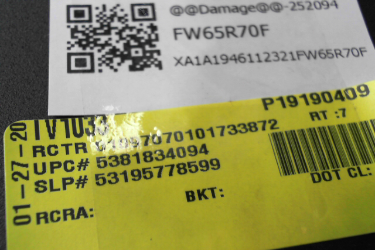 @@Damage@@-252094
FW65R70F
XA1A1946112321FW65R70F
P19190409
RT :7
UPC# 5381834094
SLP# 53195778599
RCTR
BKT:
DOT CL:
RCRA:
01-27-20